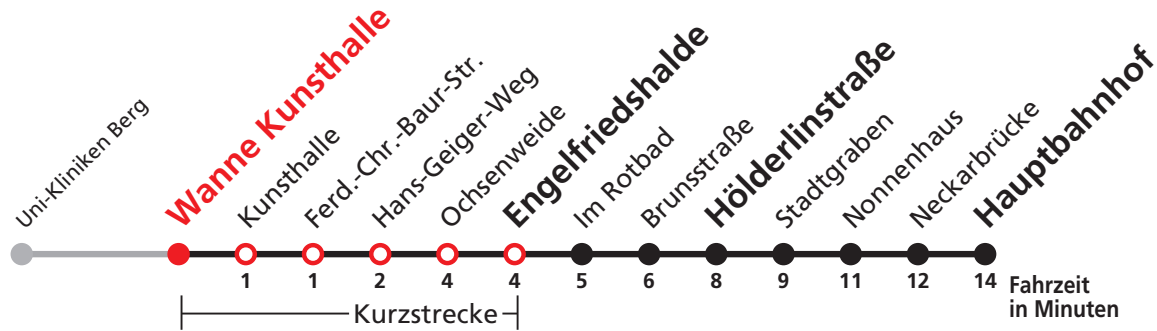 Uni-Kliniken Berg
Wanne Kunsthalle
Kunsthalle
Ferd.-Chr.-Baur-Str.
Hans-Geiger-Weg
Ochsenweide
Engelfriedshalde
Im Rotbad
Brunsstraße
Hölderlinstraße
Stadtgraben
Nonnenhaus
Neckarbrücke
Hauptbahnhof
1 1 2 4 4 5 6 8 9 11 12 14 Fahrzeit
in Minuten
Kurzstrecke